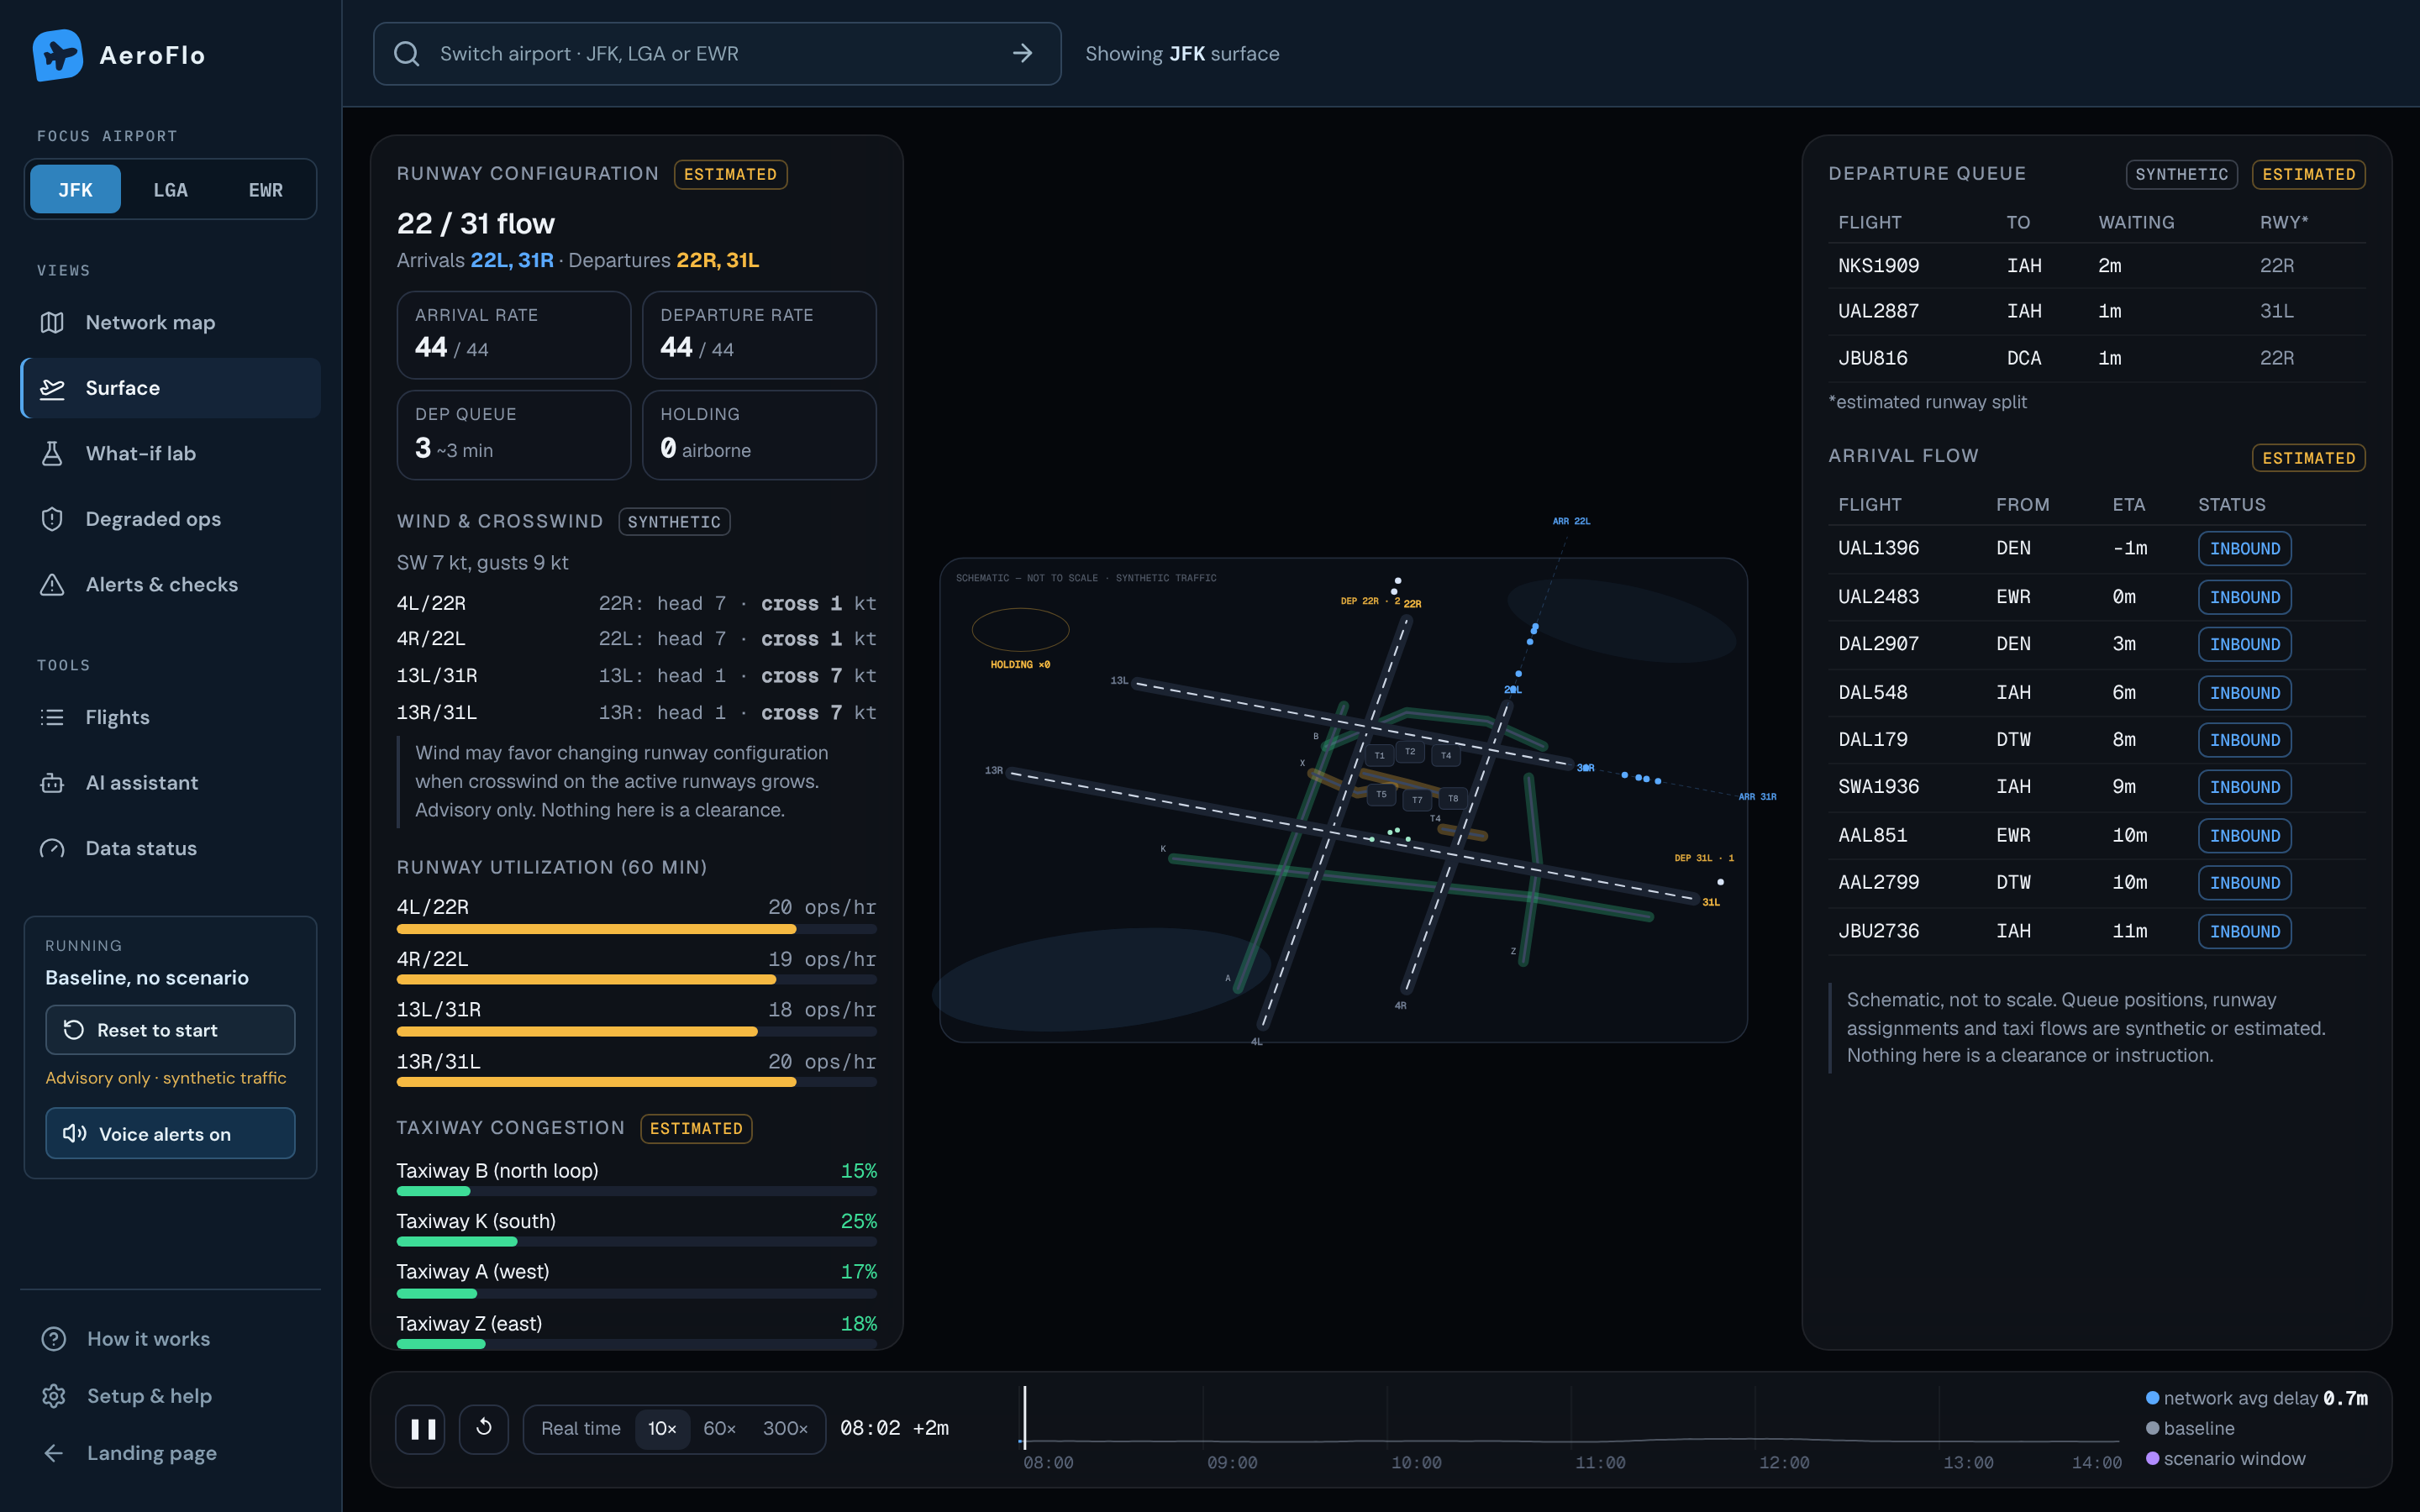 AeroFlo
FOCUS AIRPORT
JFK LGA EWR
VIEWS
Network map
Surface
What-if lab
Degraded ops
Alerts & checks
TOOLS
Flights
AI assistant
Data status
RUNNING
Baseline, no scenario
Reset to start
Advisory only · synthetic traffic
Voice alerts on
How it works
Setup & help
Landing page
Switch airport · JFK, LGA or EWR
Showing JFK surface
RUNWAY CONFIGURATION ESTIMATED
22 / 31 flow
Arrivals 22L, 31R · Departures 22R, 31L
ARRIVAL RATE
44 / 44
DEPARTURE RATE
44 / 44
DEP QUEUE
3 ~3 min
HOLDING
0 airborne
WIND & CROSSWIND SYNTHETIC
SW 7 kt, gusts 9 kt
4L/22R 22R: head 7 · cross 1 kt
4R/22L 22L: head 7 · cross 1 kt
13L/31R 13L: head 1 · cross 7 kt
13R/31L 13R: head 1 · cross 7 kt
Wind may favor changing runway configuration
when crosswind on the active runways grows.
Advisory only. Nothing here is a clearance.
RUNWAY UTILIZATION (60 MIN)
4L/22R 20 ops/hr
4R/22L 19 ops/hr
13L/31R 18 ops/hr
13R/31L 20 ops/hr
TAXIWAY CONGESTION ESTIMATED
Taxiway B (north loop) 15%
Taxiway K (south) 25%
Taxiway A (west) 17%
Taxiway Z (east) 18%
ARR 22L
SCHEMATIC — NOT TO SCALE · SYNTHETIC TRAFFIC
DEP 22R · 2 22R
HOLDING ×0
13L
22L
B
T1 T2 T4
X
31R
13R
T5 T7 T8
ARR 31R
T4
K
DEP 31L · 1
31L
Z
A
4R
4L
DEPARTURE QUEUE SYNTHETIC ESTIMATED
FLIGHT TO WAITING RWY*
NKS1909 IAH 2m 22R
UAL2887 IAH 1m 31L
JBU816 DCA 1m 22R
*estimated runway split
ARRIVAL FLOW ESTIMATED
FLIGHT FROM ETA STATUS
UAL1396 DEN -1m INBOUND
UAL2483 EWR 0m INBOUND
DAL2907 DEN 3m INBOUND
DAL548 IAH 6m INBOUND
DAL179 DTW 8m INBOUND
SWA1936 IAH 9m INBOUND
AAL851 EWR 10m INBOUND
AAL2799 DTW 10m INBOUND
JBU2736 IAH 11m INBOUND
Schematic, not to scale. Queue positions, runway
assignments and taxi flows are synthetic or estimated.
Nothing here is a clearance or instruction.
Real time 10× 60× 300× 08:02 +2m
08:00 09:00 10:00 11:00 12:00 13:00 14:00
network avg delay 0.7m
baseline
scenario window